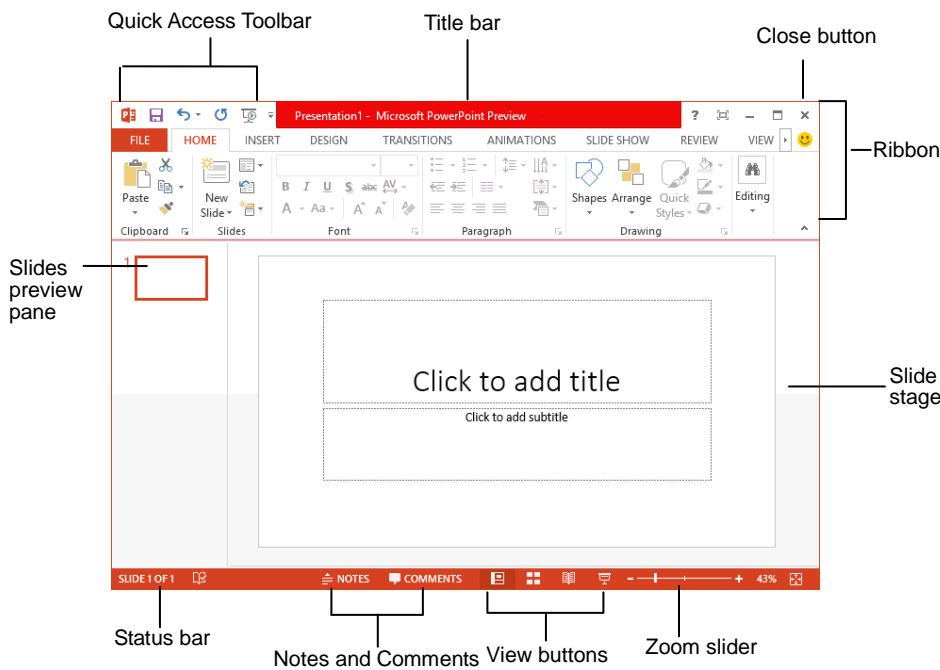 Quick Access Toolbar
Title bar
Close button
Presentation1 - Microsoft PowerPoint Preview
?
FILE HOME INSERT DESIGN TRANSITIONS ANIMATIONS SLIDE SHOW REVIEW VIEW
Ribbon
Paste
New
Slide
B I U S abc AV
A Aa A A
Shapes Arrange Quick
Styles
Editing
Clipboard Slides Font Paragraph Drawing
Slides
preview
pane
1
Click to add title
Click to add subtitle
Slide
stage
SLIDE 1 OF 1 NOTES COMMENTS - + 43%
Status bar
Notes and Comments
View buttons
Zoom slider